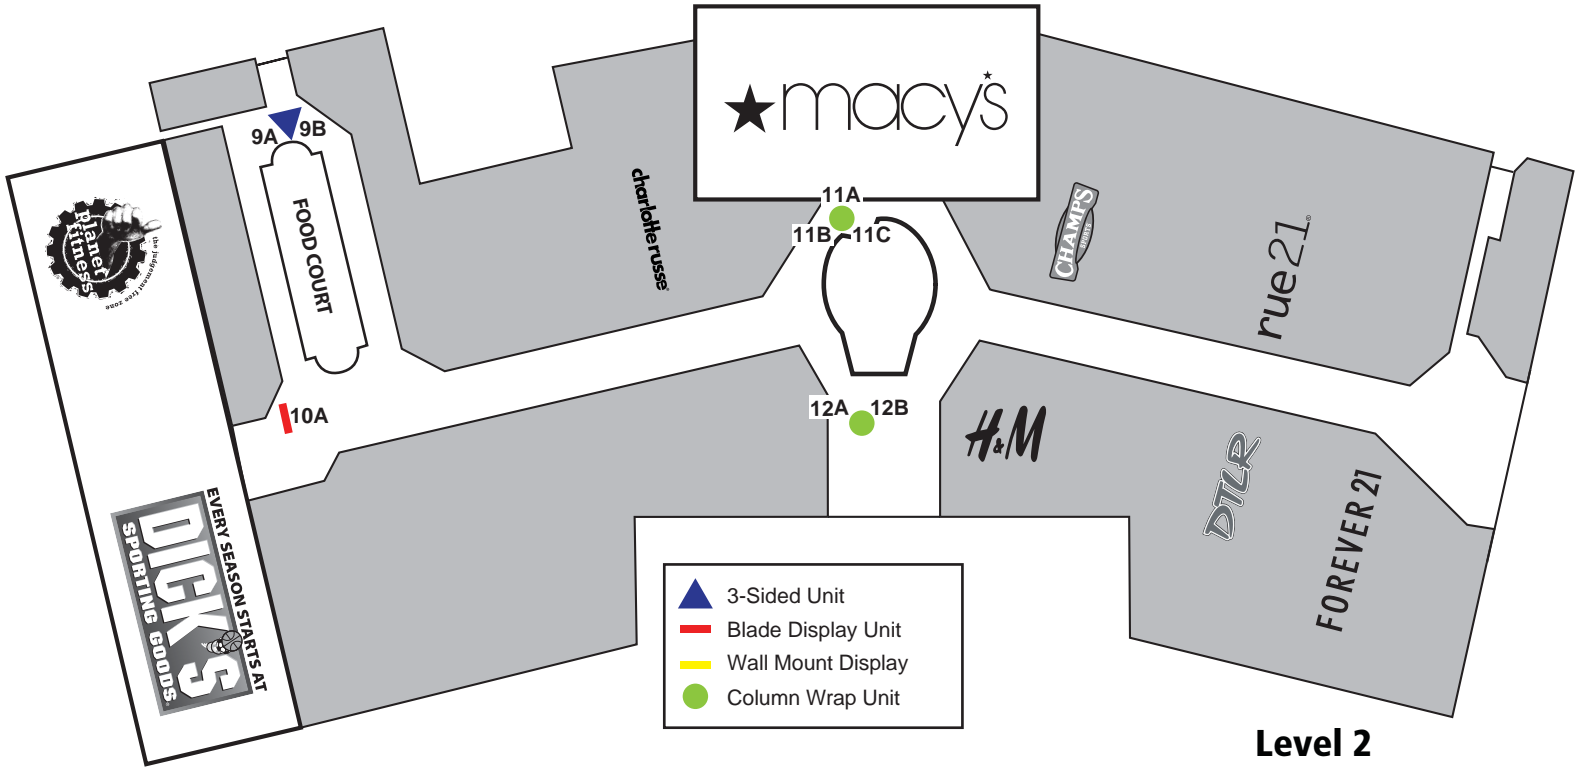 macy's
9A
9B
FOOD COURT
planet
fitness
the judgement free zone
charlotte russe
11A
11B
11C
CHAMPS
SPORTS
rue21®
10A
12A
12B
H&M
DTLR
FOREVER 21
EVERY SEASON STARTS AT
DICK'S
SPORTING GOODS®
3-Sided Unit
Blade Display Unit
Wall Mount Display
Column Wrap Unit
Level 2